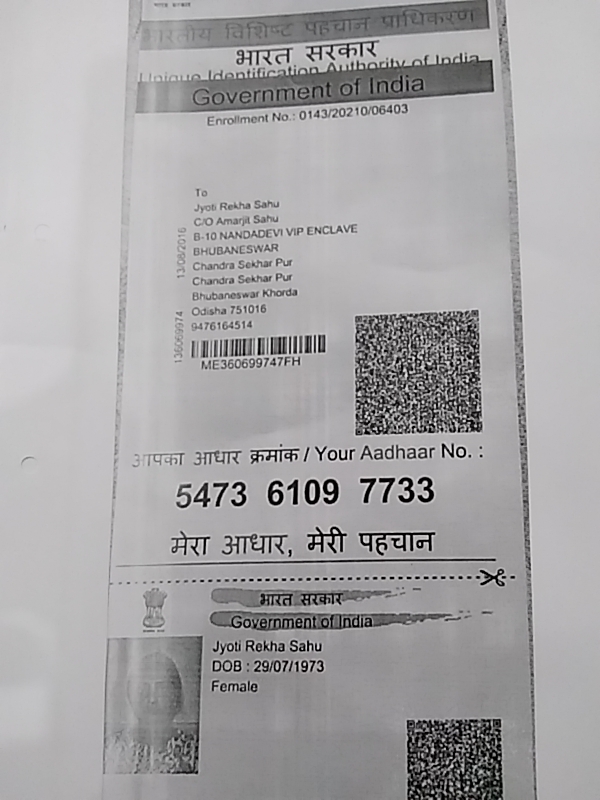 भारत सरकार
भारतीय विशिष्ट पहचान प्राधिकरण
भारत सरकार
Unique Identification Authority of India
Government of India
Enrollment No.: 0143/20210/06403
To
Jyoti Rekha Sahu
C/O Amarjit Sahu
B-10 NANDADEVI VIP ENCLAVE
BHUBANESWAR
Chandra Sekhar Pur
Chandra Sekhar Pur
Bhubaneswar Khorda
Odisha 751016
9476164514
13/08/2016
136069974
ME360699747FH
आपका आधार क्रमांक / Your Aadhaar No. :
5473 6109 7733
मेरा आधार, मेरी पहचान
भारत सरकार
Government of India
Jyoti Rekha Sahu
DOB : 29/07/1973
Female